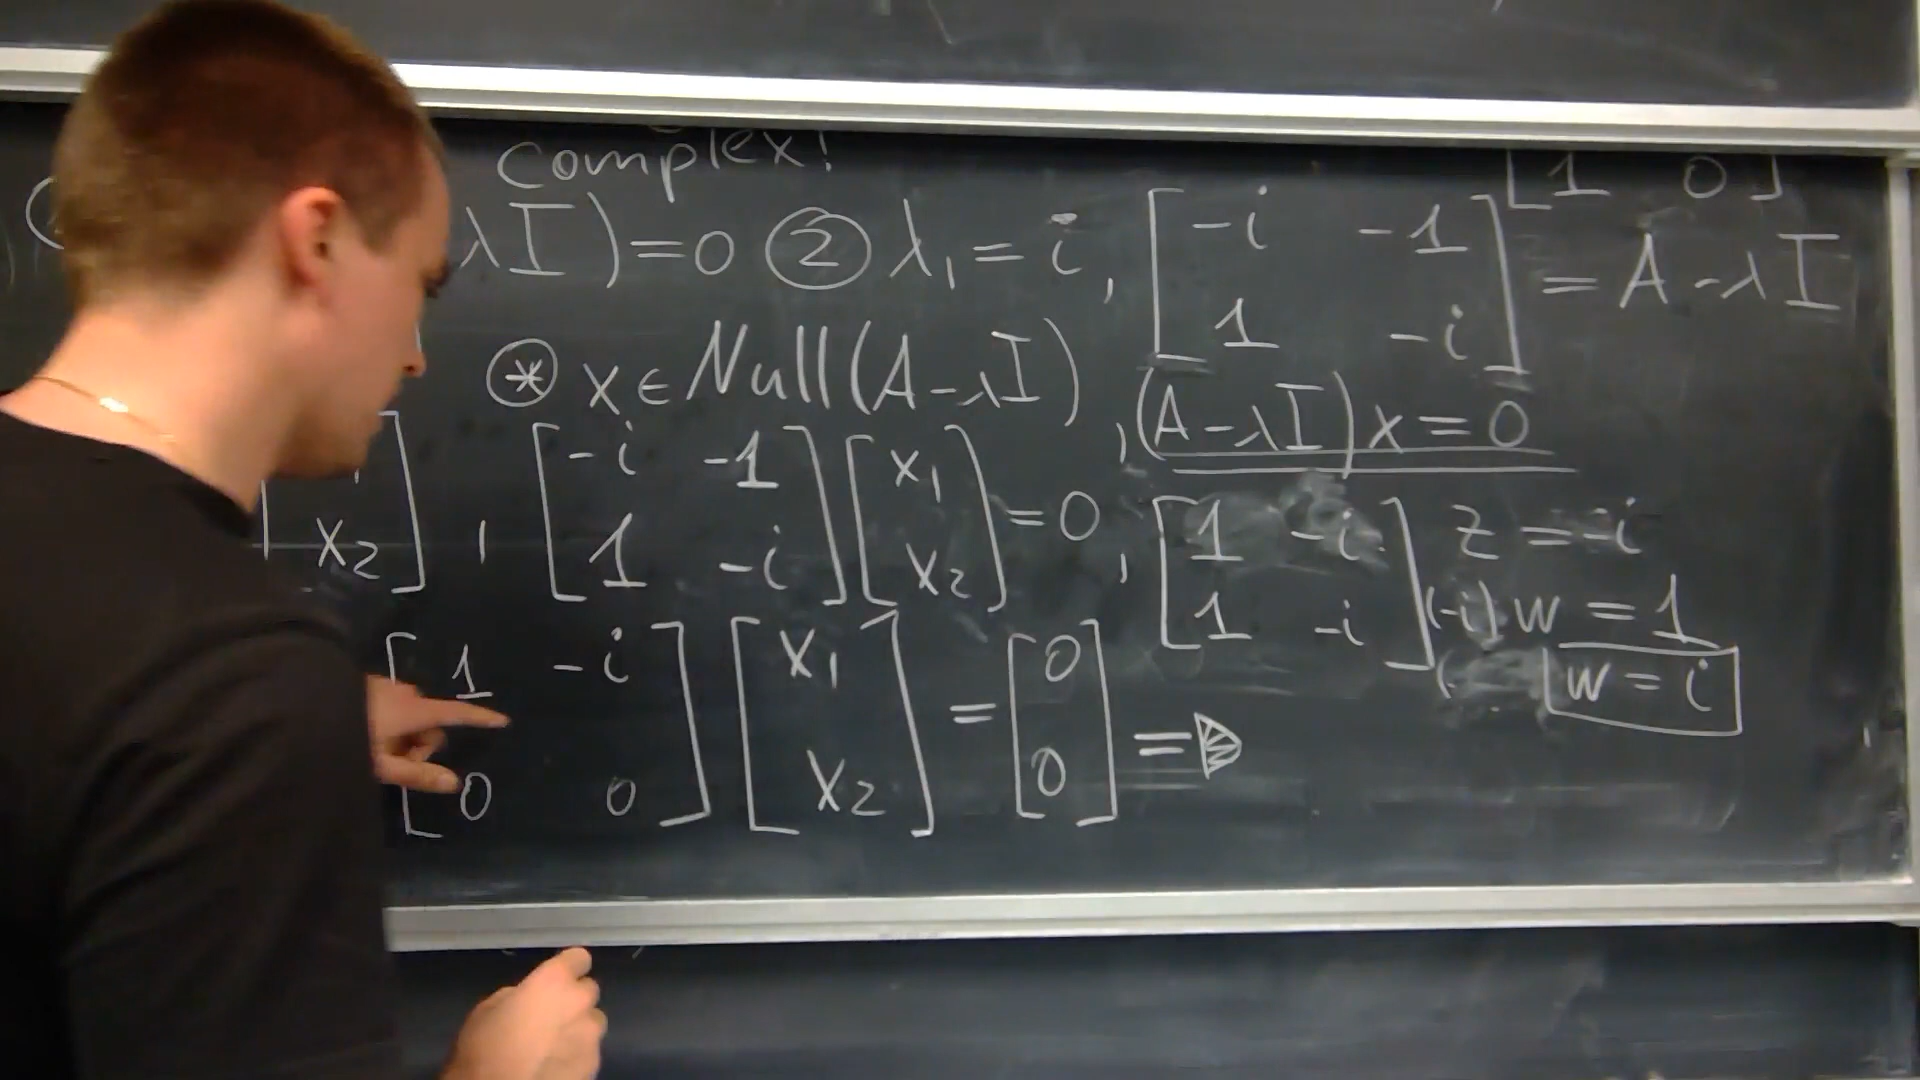 complex!
[1 0]
λI)=0 ② λ₁ = i, [-i -1
1 -i] = A-λI
⊛ x ∈ Null(A-λI), (A-λI)x = 0
x₂], [-i -1
1 -i] [x₁
x₂] = 0, [1 -i
1 -i] (-i)
z = -i
w = 1
w = i
[1 -i
0 0] [x₁
x₂] = [0
0] =>